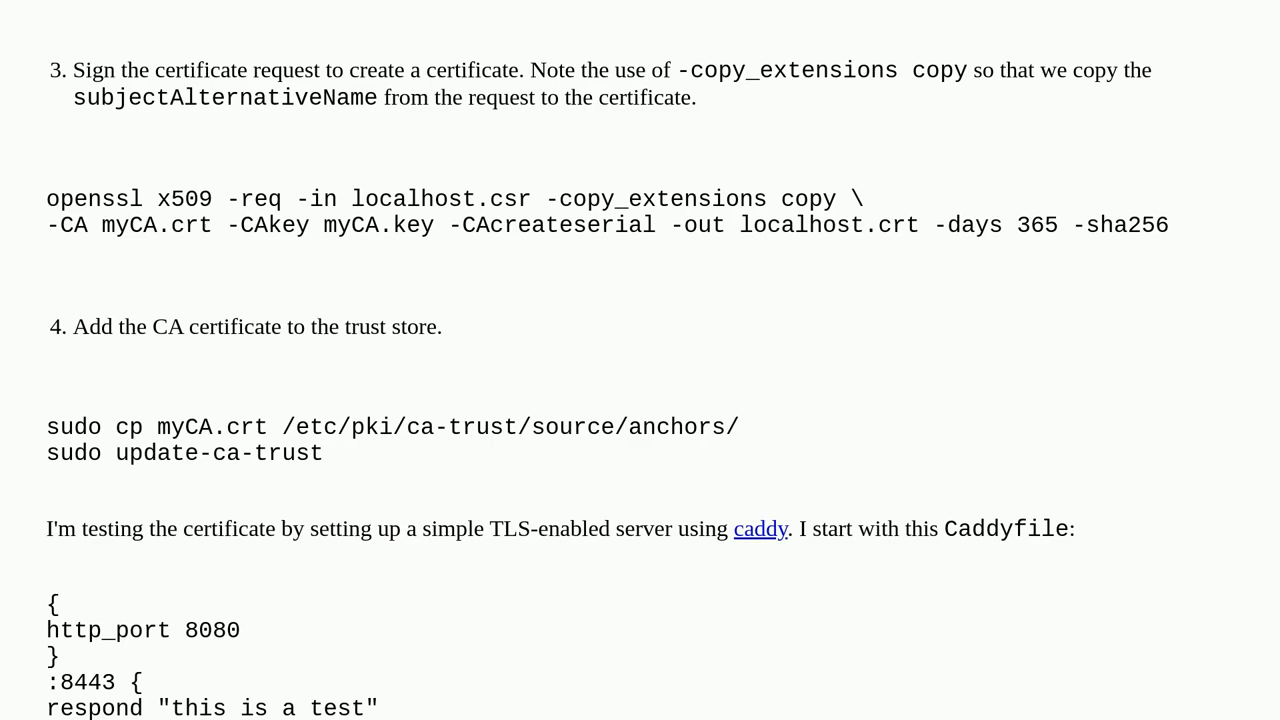 3. Sign the certificate request to create a certificate. Note the use of -copy_extensions copy so that we copy the
subjectAlternativeName from the request to the certificate.
openssl x509 -req -in localhost.csr -copy_extensions copy \
-CA myCA.crt -CAkey myCA.key -CAcreateserial -out localhost.crt -days 365 -sha256
4. Add the CA certificate to the trust store.
sudo cp myCA.crt /etc/pki/ca-trust/source/anchors/
sudo update-ca-trust
I'm testing the certificate by setting up a simple TLS-enabled server using caddy. I start with this Caddyfile:
{
http_port 8080
}
:8443 {
respond "this is a test"